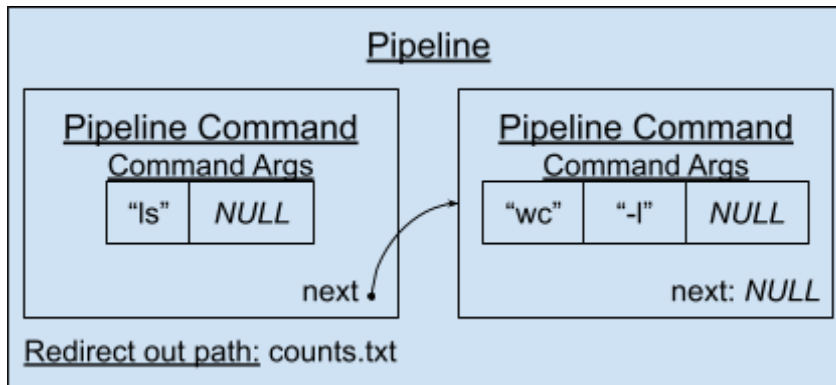 Pipeline
Pipeline Command
Command Args
“ls” NULL
next
Pipeline Command
Command Args
“wc” “-l” NULL
next: NULL
Redirect out path: counts.txt